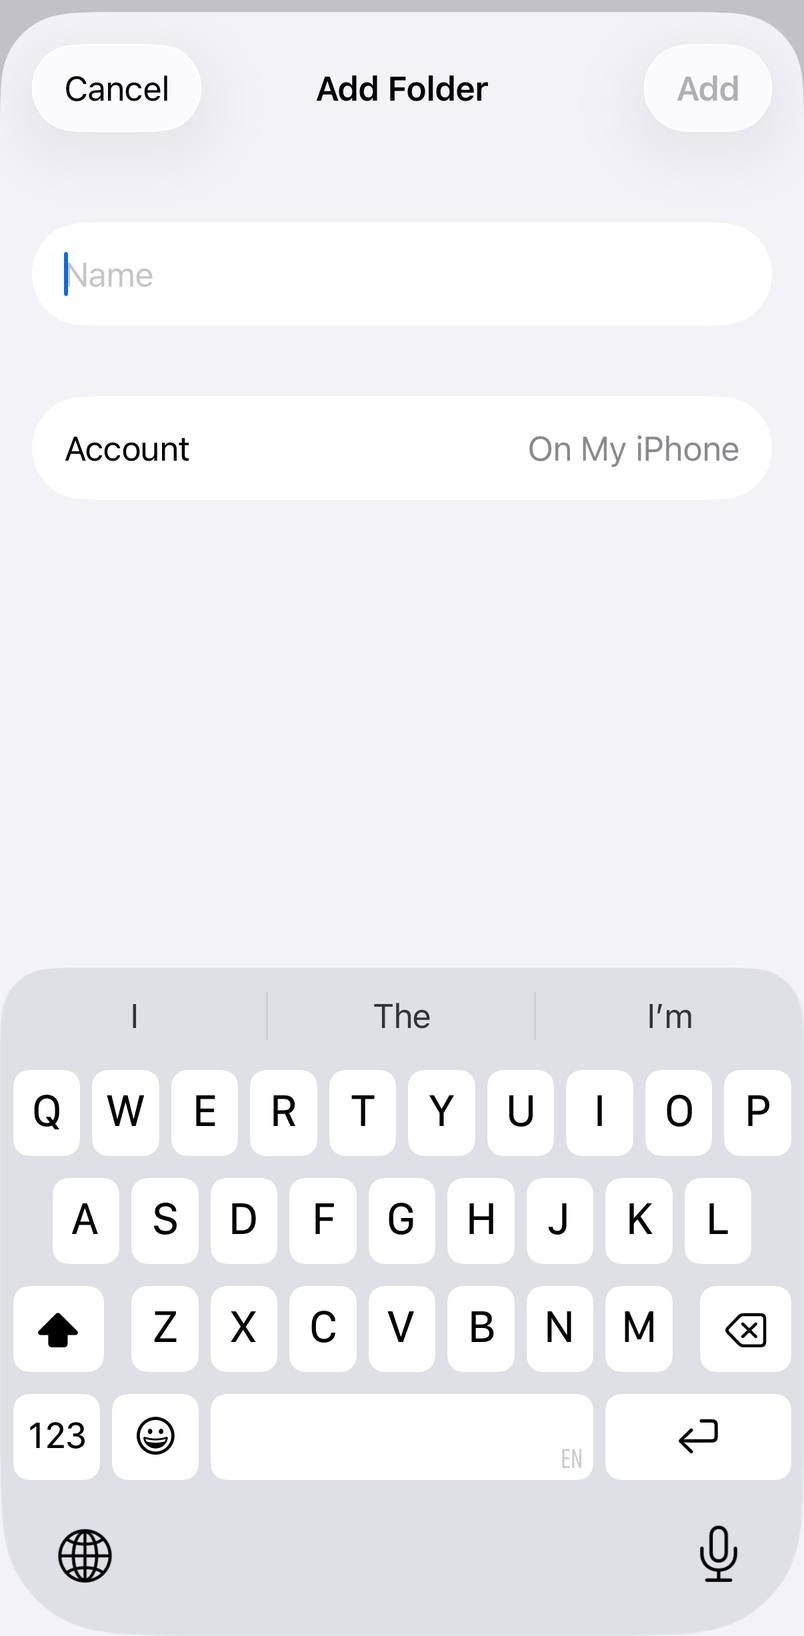 Cancel
Add Folder
Add
Name
Account
On My iPhone
I
The
I’m
Q W E R T Y U I O P
A S D F G H J K L
Z X C V B N M
123
EN